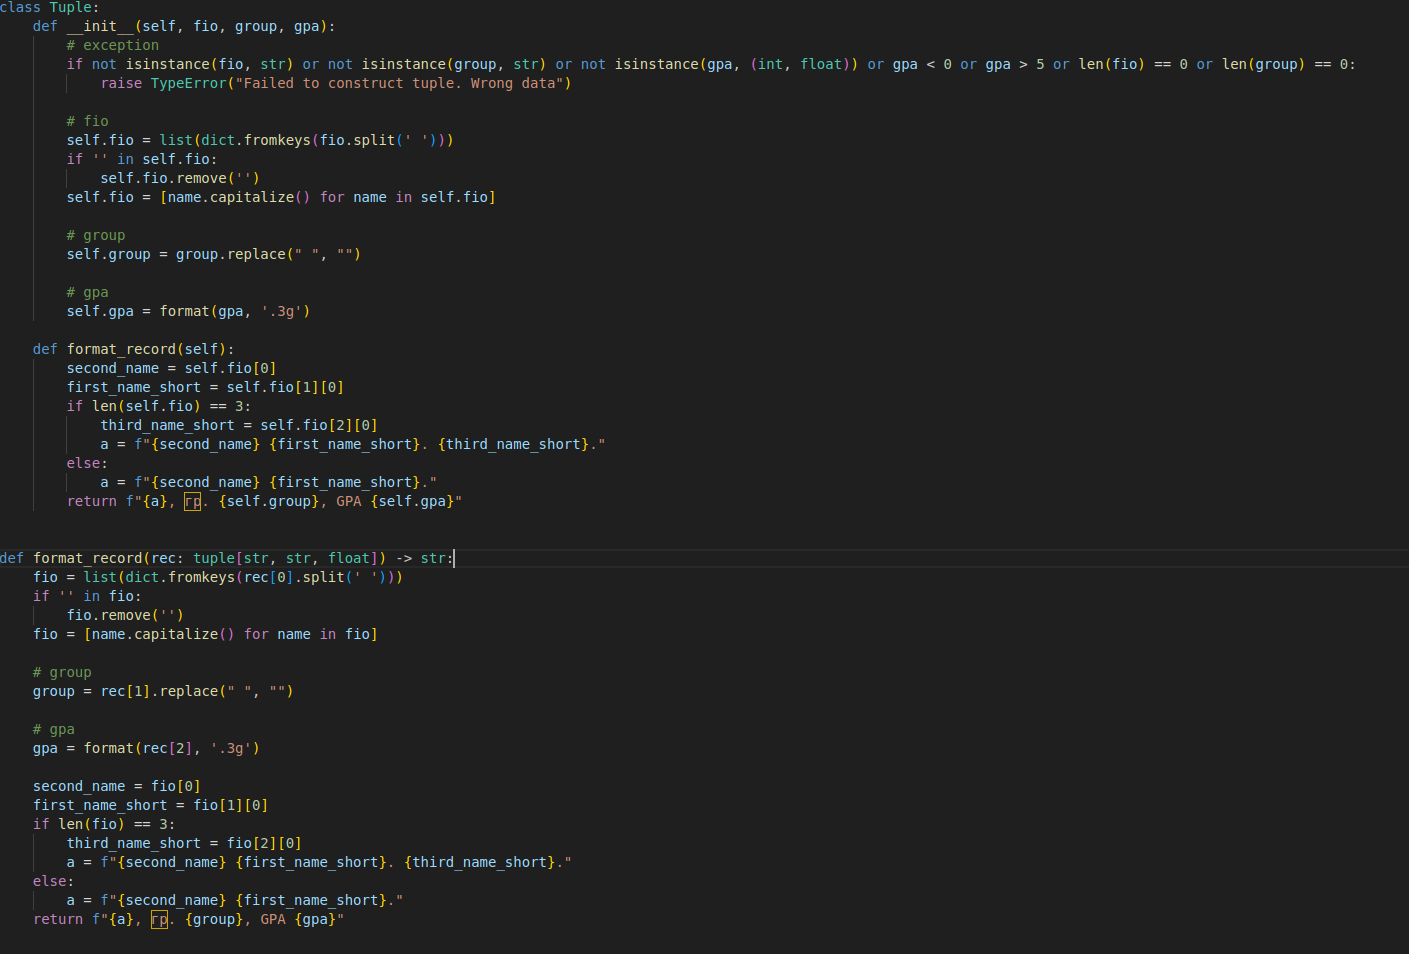 class Tuple:
    def __init__(self, fio, group, gpa):
        # exception
        if not isinstance(fio, str) or not isinstance(group, str) or not isinstance(gpa, (int, float)) or gpa < 0 or gpa > 5 or len(fio) == 0 or len(group) == 0:
            raise TypeError("Failed to construct tuple. Wrong data")

        # fio
        self.fio = list(dict.fromkeys(fio.split(' ')))
        if '' in self.fio:
            self.fio.remove('')
        self.fio = [name.capitalize() for name in self.fio]

        # group
        self.group = group.replace(" ", "")

        # gpa
        self.gpa = format(gpa, '.3g')

    def format_record(self):
        second_name = self.fio[0]
        first_name_short = self.fio[1][0]
        if len(self.fio) == 3:
            third_name_short = self.fio[2][0]
            a = f"{second_name} {first_name_short}. {third_name_short}."
        else:
            a = f"{second_name} {first_name_short}."
        return f"{a}, гр. {self.group}, GPA {self.gpa}"


def format_record(rec: tuple[str, str, float]) -> str:
    fio = list(dict.fromkeys(rec[0].split(' ')))
    if '' in fio:
        fio.remove('')
    fio = [name.capitalize() for name in fio]

    # group
    group = rec[1].replace(" ", "")

    # gpa
    gpa = format(rec[2], '.3g')

    second_name = fio[0]
    first_name_short = fio[1][0]
    if len(fio) == 3:
        third_name_short = fio[2][0]
        a = f"{second_name} {first_name_short}. {third_name_short}."
    else:
        a = f"{second_name} {first_name_short}."
    return f"{a}, гр. {group}, GPA {gpa}"